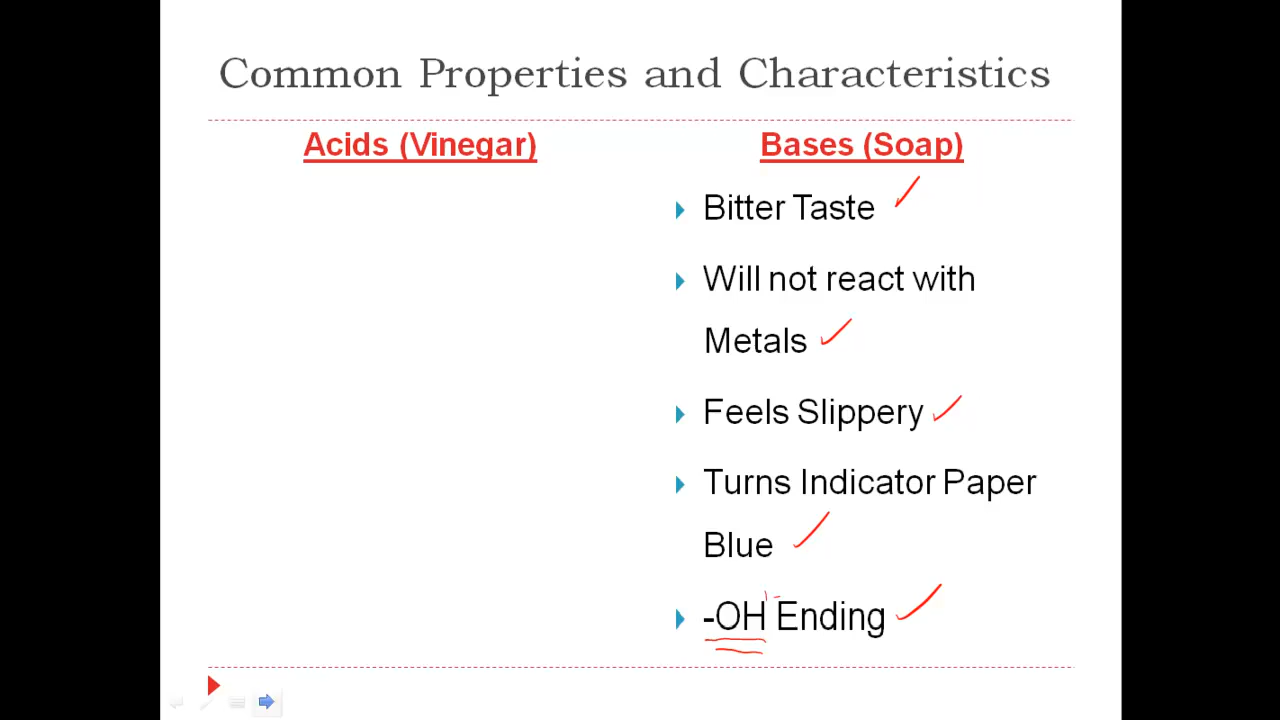 Common Properties and Characteristics
Acids (Vinegar)
Bases (Soap)
Bitter Taste
Will not react with
Metals
Feels Slippery
Turns Indicator Paper
Blue
-OH Ending